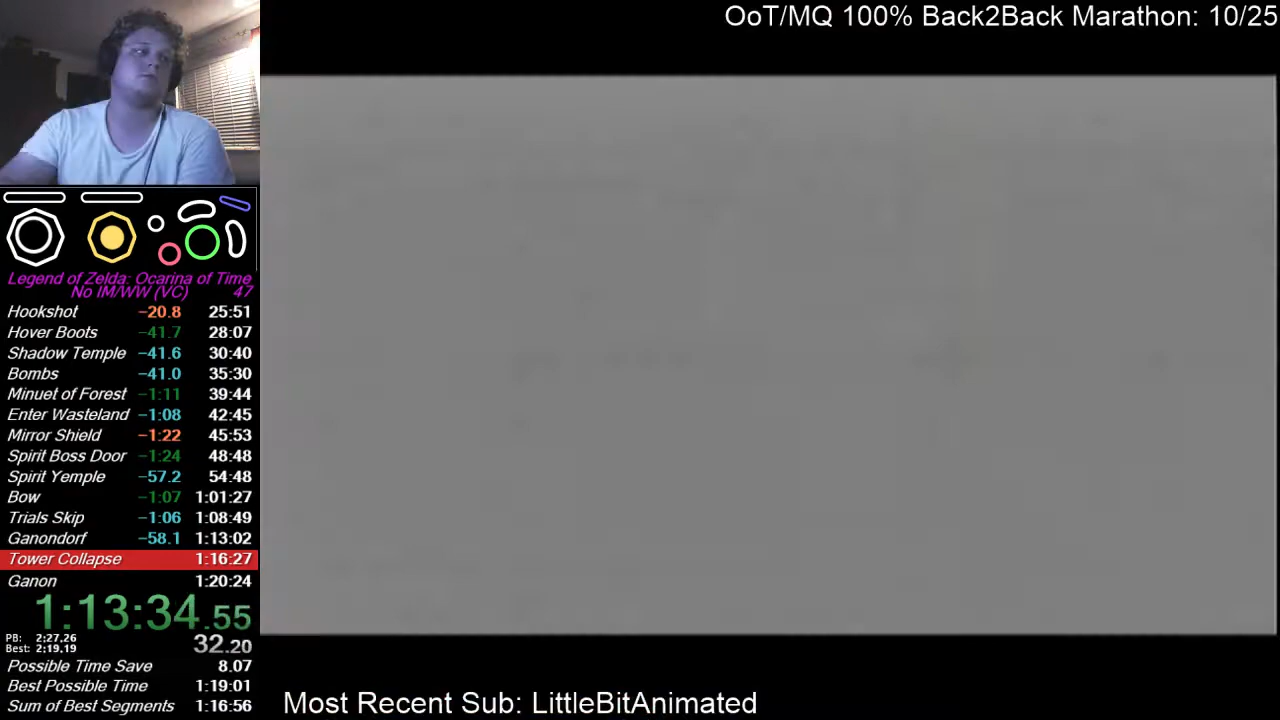 OoT/MQ 100% Back2Back Marathon: 10/25
Legend of Zelda: Ocarina of Time
No IM/WW (VC) 47
Hookshot -20.8 25:51
Hover Boots -41.7 28:07
Shadow Temple -41.6 30:40
Bombs -41.0 35:30
Minuet of Forest -1:11 39:44
Enter Wasteland -1:08 42:45
Mirror Shield -1:22 45:53
Spirit Boss Door -1:24 48:48
Spirit Yemple -57.2 54:48
Bow -1:07 1:01:27
Trials Skip -1:06 1:08:49
Ganondorf -58.1 1:13:02
Tower Collapse 1:16:27
Ganon 1:20:24
1:13:34.55
PB: 2:27.26
Best: 2:19.19
32.20
Possible Time Save 8.07
Best Possible Time 1:19:01
Sum of Best Segments 1:16:56
Most Recent Sub: LittleBitAnimated